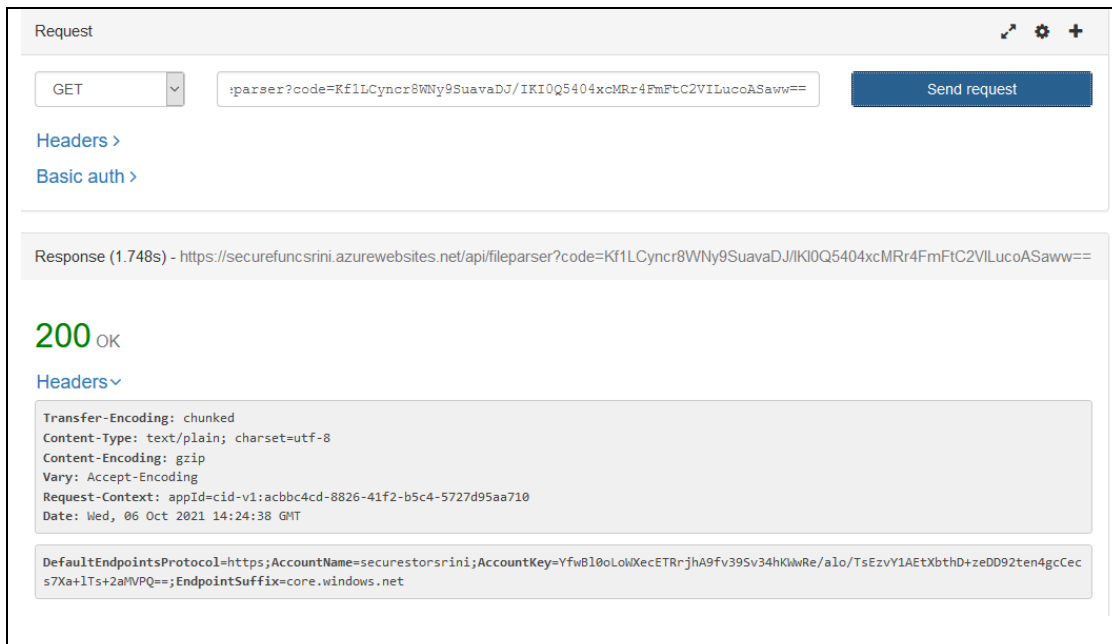 Request
GET
:parser?code=Kf1LCyncr8WNy9SuavaDJ/IKI0Q5404xcMRr4FmFtC2VILucoASaww==
Send request
Headers >
Basic auth >
Response (1.748s) - https://securefuncsrini.azurewebsites.net/api/fileparser?code=Kf1LCyncr8WNy9SuavaDJ/IKI0Q5404xcMRr4FmFtC2VILucoASaww==
200 OK
Headers
Transfer-Encoding: chunked
Content-Type: text/plain; charset=utf-8
Content-Encoding: gzip
Vary: Accept-Encoding
Request-Context: appId=cid-v1:acbbc4cd-8826-41f2-b5c4-5727d95aa710
Date: Wed, 06 Oct 2021 14:24:38 GMT
DefaultEndpointsProtocol=https;AccountName=securestorsrini;AccountKey=YfwBl0oLoWXecETRrjhA9fv39Sv34hKWwRe/alo/TsEzvY1AEtXbthD+zeDD92ten4gcCec
s7Xa+lTs+2aMVPQ==;EndpointSuffix=core.windows.net